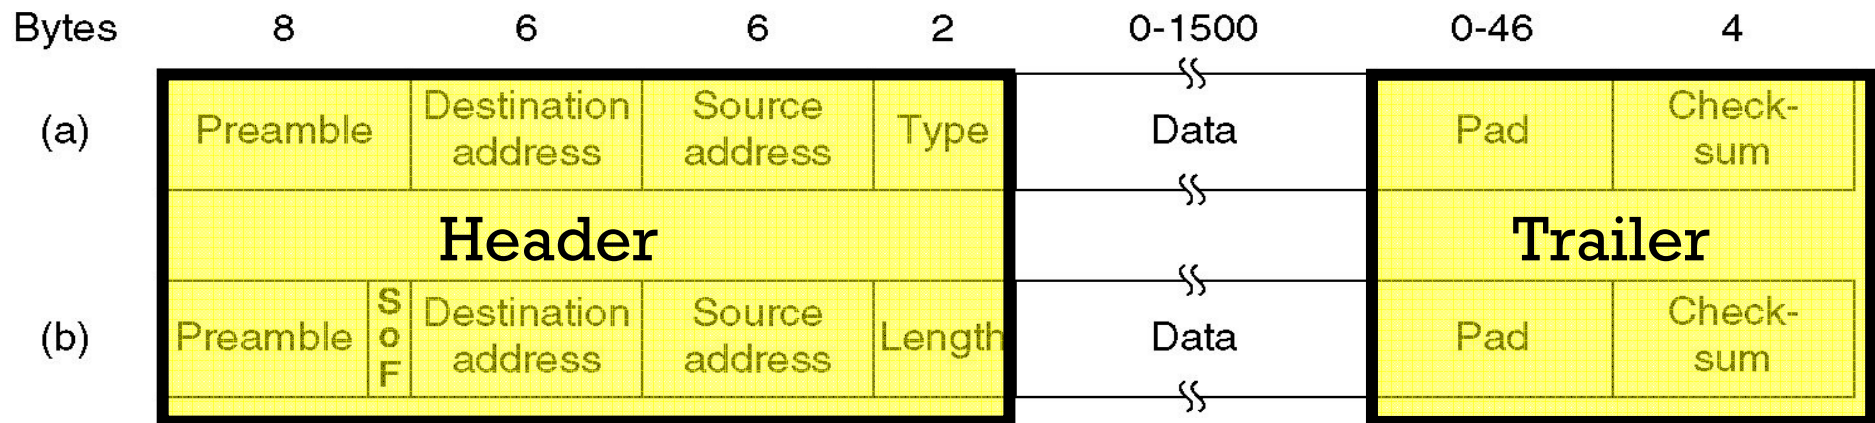 Bytes 8 6 6 2 0-1500 0-46 4
(a) Preamble Destination address Source address Type Data Pad Check-sum
Header Trailer
(b) Preamble SoF Destination address Source address Length Data Pad Check-sum